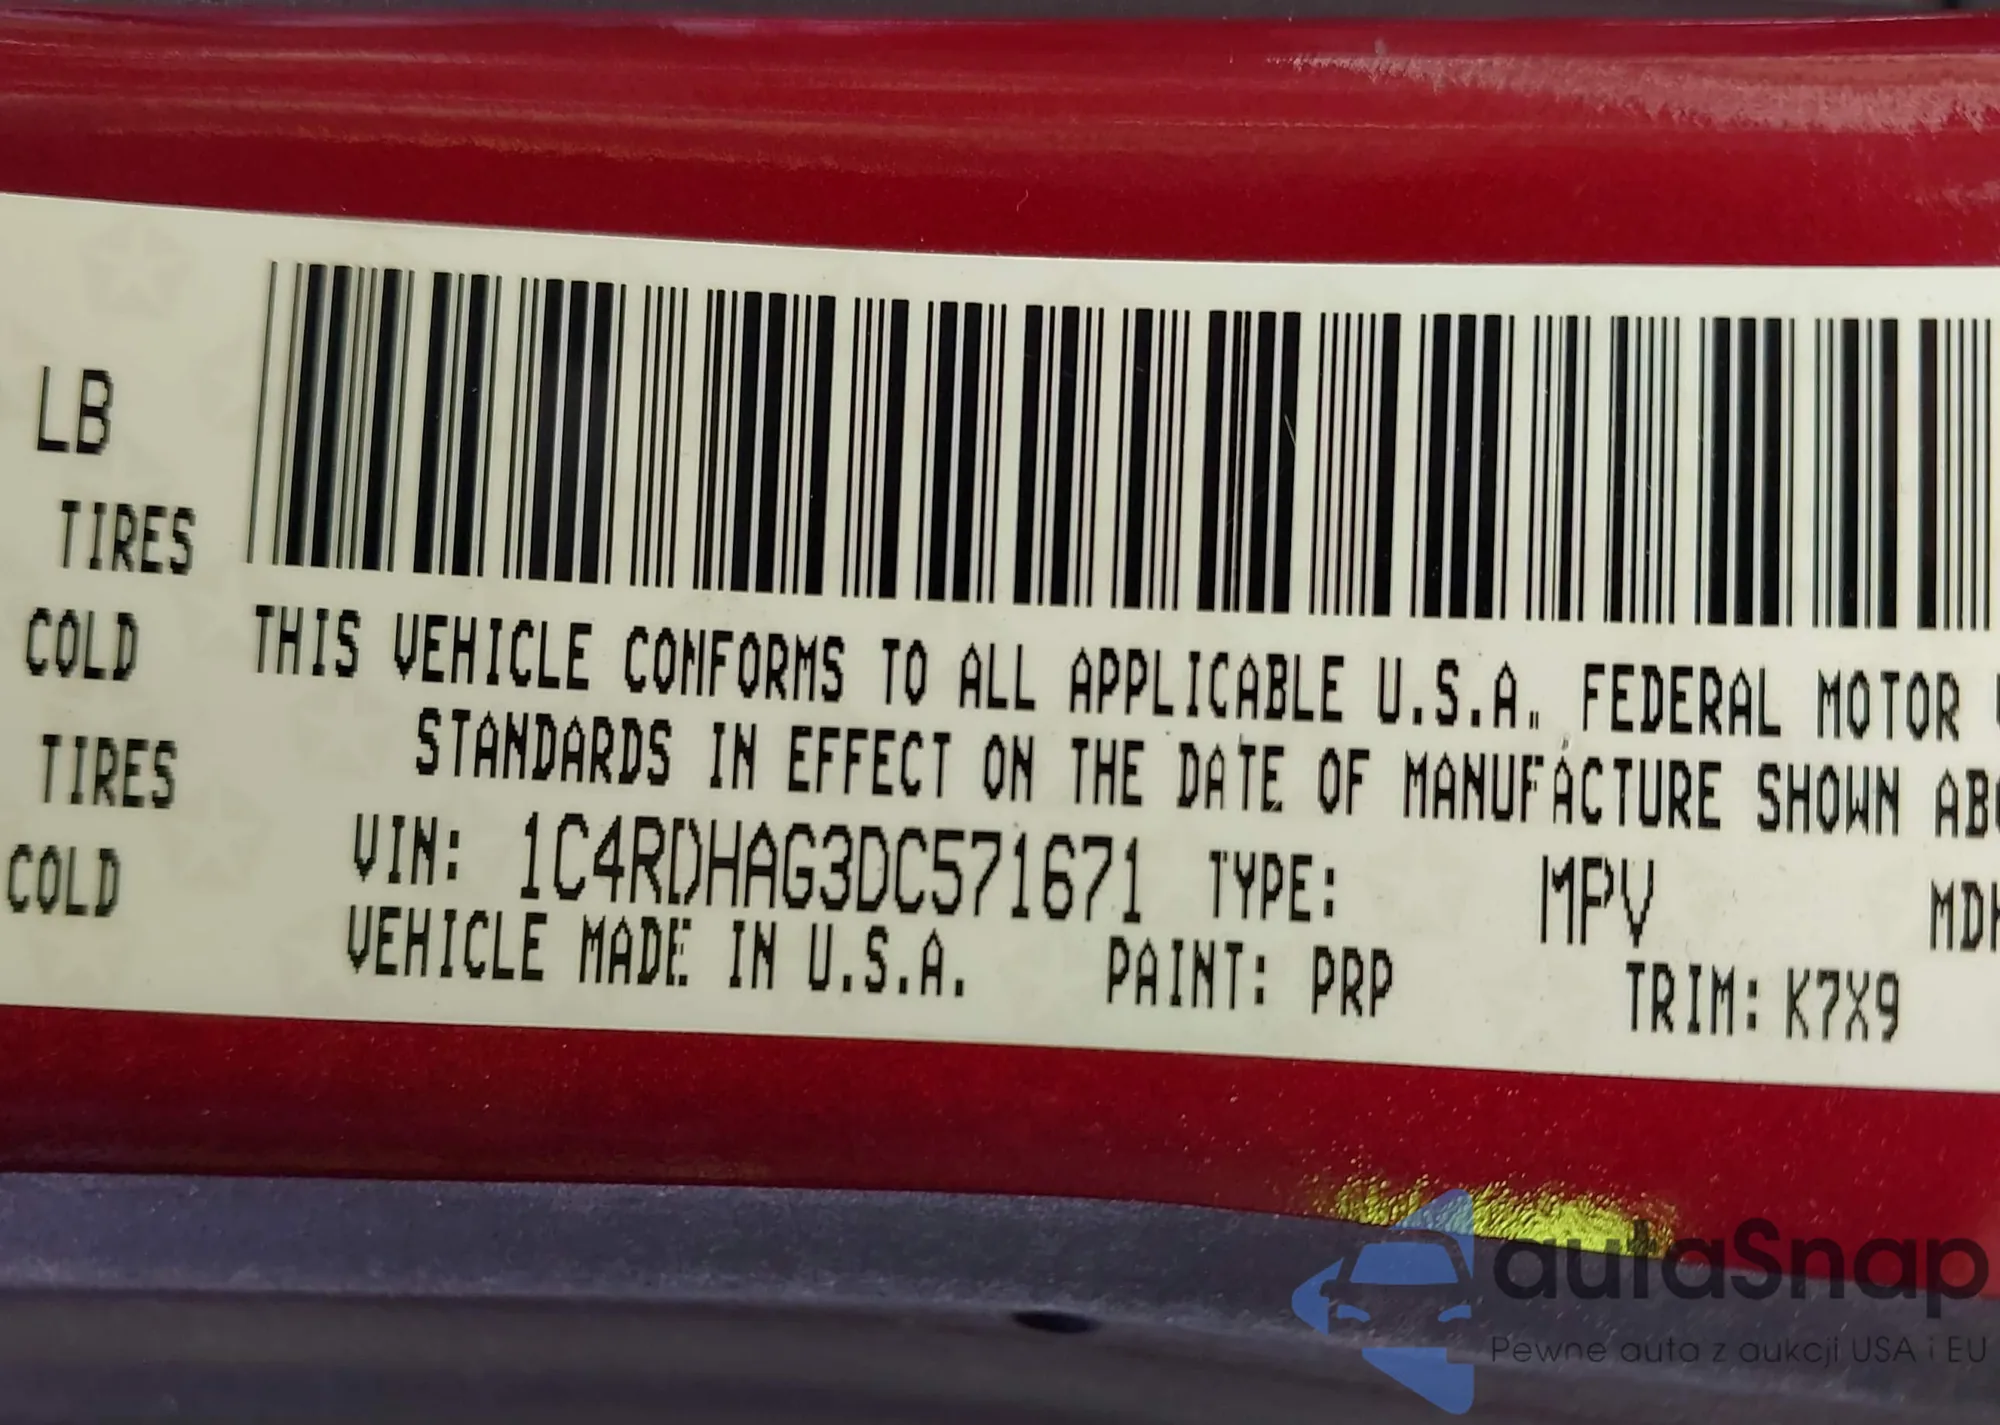 LB
TIRES
COLD
TIRES
COLD
THIS VEHICLE CONFORMS TO ALL APPLICABLE U.S.A. FEDERAL MOTOR
STANDARDS IN EFFECT ON THE DATE OF MANUFACTURE SHOWN
VIN: 1C4RDHAG3DC571671 TYPE: MPV
VEHICLE MADE IN U.S.A. PAINT: PRP TRIM: K7X9
autaSnap
Pewne auta z aukcji USA i EU